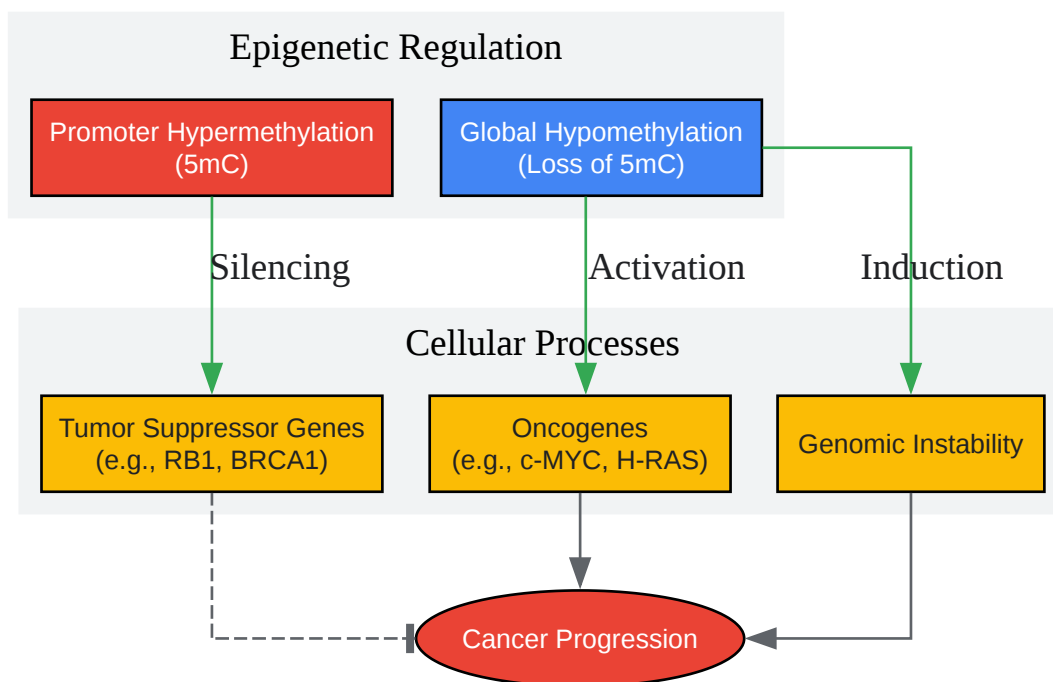 Epigenetic Regulation
Promoter Hypermethylation
(5mC)
Global Hypomethylation
(Loss of 5mC)
Silencing
Activation
Induction
Cellular Processes
Tumor Suppressor Genes
(e.g., RB1, BRCA1)
Oncogenes
(e.g., c-MYC, H-RAS)
Genomic Instability
Cancer Progression